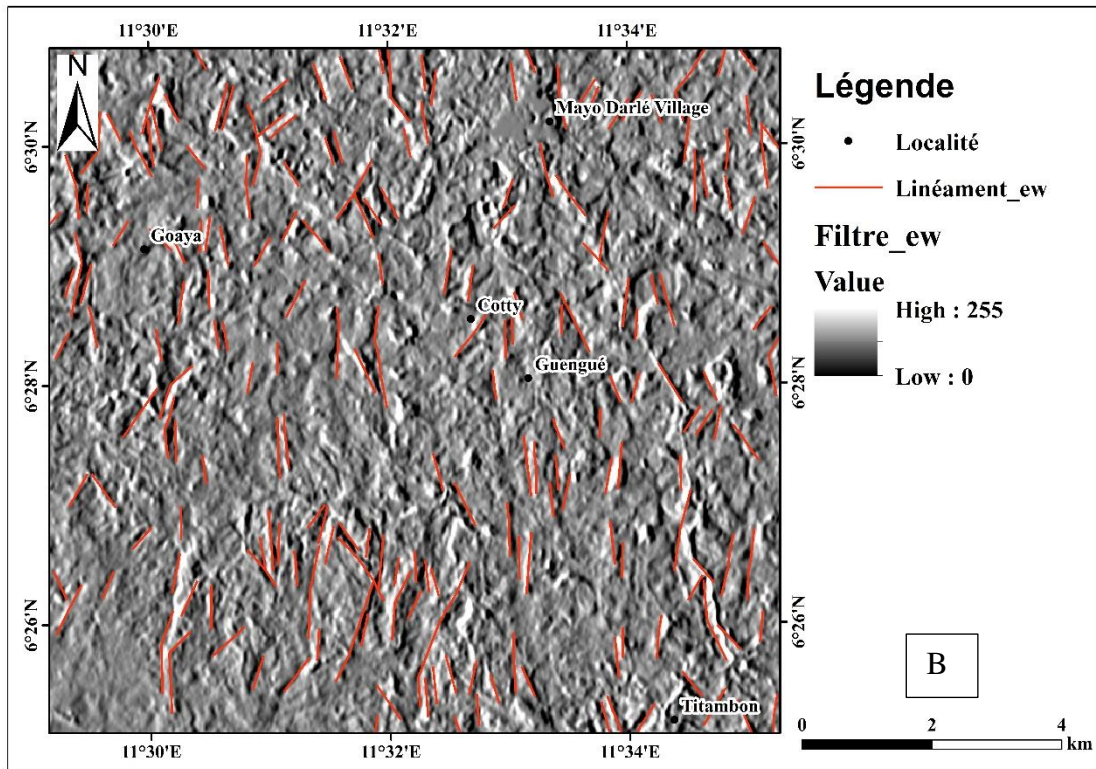 11°30'E 11°32'E 11°34'E
N
6°30'N 6°30'N
6°28'N 6°28'N
6°26'N 6°26'N
Mayo Darlé Village
Goaya
Cotty
Guengué
Titambon
11°30'E 11°32'E 11°34'E
Légende
Localité
Linéament_ew
Filtre_ew
Value
High : 255
Low : 0
B
0 2 4
km